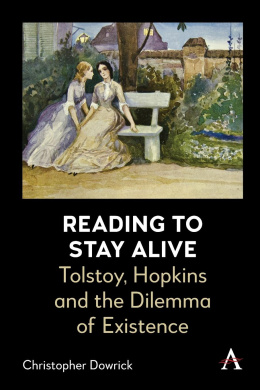 READING TO
STAY ALIVE
Tolstoy, Hopkins
and the Dilemma
of Existence
Christopher Dowrick